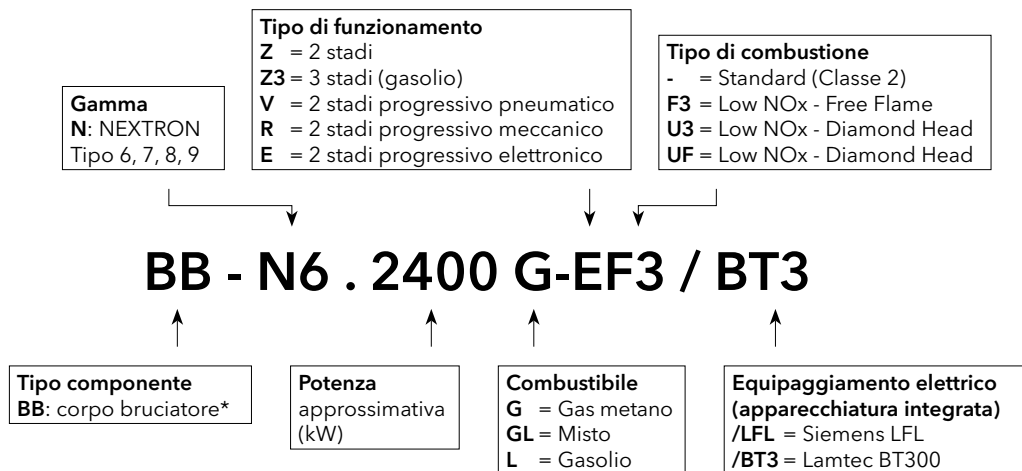 Tipo di funzionamento
Z = 2 stadi
Z3 = 3 stadi (gasolio)
V = 2 stadi progressivo pneumatico
R = 2 stadi progressivo meccanico
E = 2 stadi progressivo elettronico
Tipo di combustione
- = Standard (Classe 2)
F3 = Low NOx - Free Flame
U3 = Low NOx - Diamond Head
UF = Low NOx - Diamond Head
Gamma
N: NEXTRON
Tipo 6, 7, 8, 9
BB - N6 . 2400 G-EF3 / BT3
Tipo componente
BB: corpo bruciatore*
Potenza
approssimativa
(kW)
Combustibile
G = Gas metano
GL = Misto
L = Gasolio
Equipaggiamento elettrico
(apparecchiatura integrata)
/LFL = Siemens LFL
/BT3 = Lamtec BT300